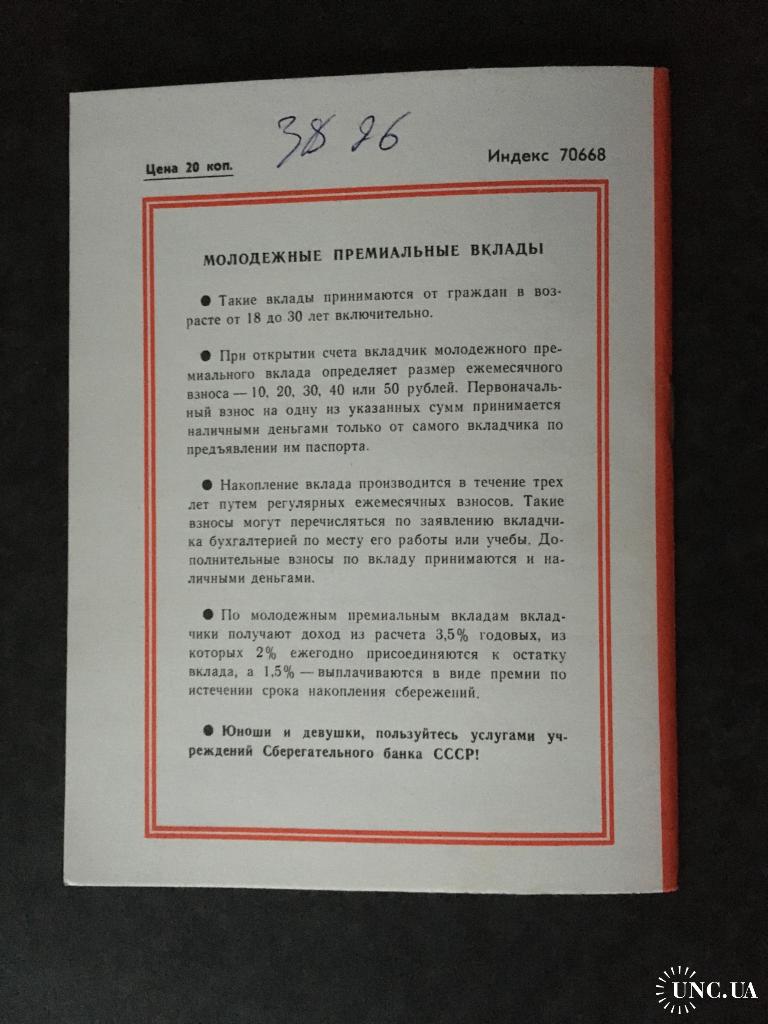 Цена 20 коп.
Индекс 70668
МОЛОДЕЖНЫЕ ПРЕМИАЛЬНЫЕ ВКЛАДЫ
● Такие вклады принимаются от граждан в воз-
расте от 18 до 30 лет включительно.
● При открытии счета вкладчик молодежного пре-
миального вклада определяет размер ежемесячного
взноса — 10, 20, 30, 40 или 50 рублей. Первоначаль-
ный взнос на одну из указанных сумм принимается
наличными деньгами только от самого вкладчика по
предъявлении им паспорта.
● Накопление вклада производится в течение трех
лет путем регулярных ежемесячных взносов. Такие
взносы могут перечисляться по заявлению вкладчи-
ка бухгалтерией по месту его работы или учебы. До-
полнительные взносы по вкладу принимаются и на-
личными деньгами.
● По молодежным премиальным вкладам вклад-
чики получают доход из расчета 3,5% годовых, из
которых 2% ежегодно присоединяются к остатку
вклада, а 1,5% — выплачиваются в виде премии по
истечении срока накопления сбережений.
● Юноши и девушки, пользуйтесь услугами уч-
реждений Сберегательного банка СССР!
UNC.UA